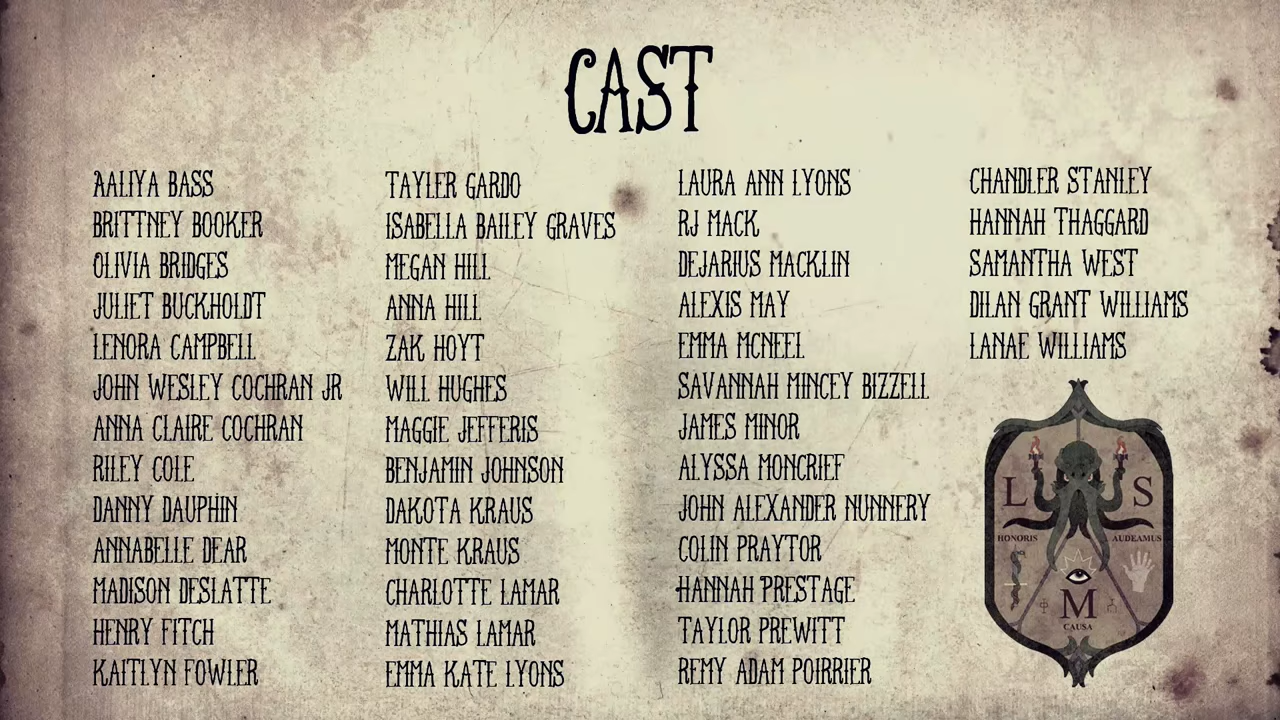 CAST
AALIYA BASS
BRITTNEY BOOKER
OLIVIA BRIDGES
JULIET BUCKHOLDT
LENORA CAMPBELL
JOHN WESLEY COCHRAN JR
ANNA CLAIRE COCHRAN
RILEY COLE
DANNY DAUPHIN
ANNABELLE DEAR
MADISON DESLATTE
HENRY FITCH
KAITLYN FOWLER
TAYLER GARDO
ISABELLA BAILEY GRAVES
MEGAN HILL
ANNA HILL
ZAK HOYT
WILL HUGHES
MAGGIE JEFFERIS
BENJAMIN JOHNSON
DAKOTA KRAUS
MONTE KRAUS
CHARLOTTE LAMAR
MATHIAS LAMAR
EMMA KATE LYONS
LAURA ANN LYONS
RJ MACK
DEJARIUS MACKLIN
ALEXIS MAY
EMMA MCNEEL
SAVANNAH MINCEY BIZZELL
JAMES MINOR
ALYSSA MONCRIEF
JOHN ALEXANDER NUNNERY
COLIN PRAYTOR
HANNAH PRESTAGE
TAYLOR PREWITT
REMY ADAM POIRRIER
CHANDLER STANLEY
HANNAH THAGGARD
SAMANTHA WEST
DILAN GRANT WILLIAMS
LANAE WILLIAMS
L S
HONORIS AUDEAMUS
M
CAUSA